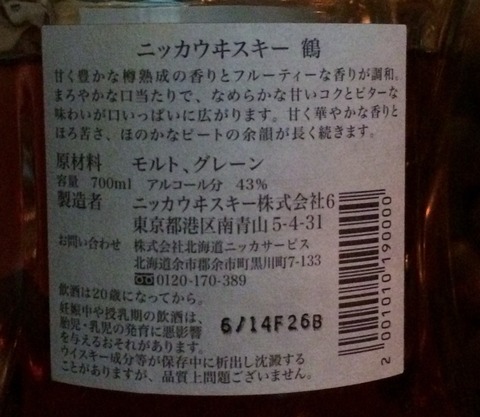 ニッカウヰスキー 鶴
甘く豊かな樽熟成の香りとフルーティーな香りが調和。
まろやかな口当たりで、なめらかな甘いコクとビターな
味わいが口いっぱいに広がります。甘く華やかな香りと
ほろ苦さ、ほのかなピートの余韻が長く続きます。
原材料 モルト、グレーン
容量 700ml アルコール分 43%
製造者 ニッカウヰスキー株式会社6
東京都港区南青山5-4-31
お問い合わせ 株式会社北海道ニッカサービス
北海道余市郡余市町黒川町7-133
0120-170-389
飲酒は20歳になってから。
妊娠中や授乳期の飲酒は、
胎児・乳児の発育に悪影響
を与えるおそれがあります。
ウイスキー成分等が保存中に析出し沈澱する
ことがありますが、品質上問題ございません。
6/14F26B
2001010190000